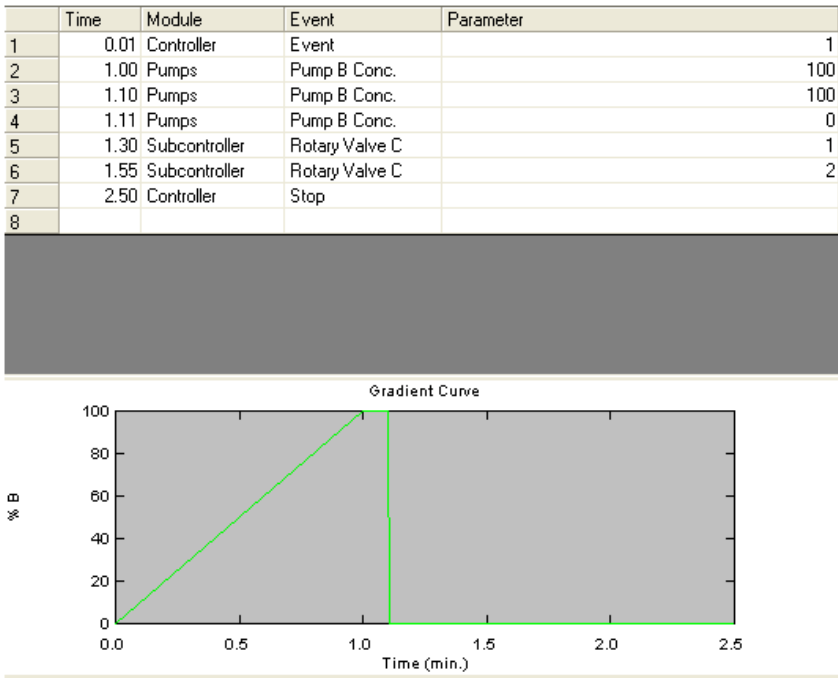 Time Module Event Parameter
1 0.01 Controller Event 1
2 1.00 Pumps Pump B Conc. 100
3 1.10 Pumps Pump B Conc. 100
4 1.11 Pumps Pump B Conc. 0
5 1.30 Subcontroller Rotary Valve C 1
6 1.55 Subcontroller Rotary Valve C 2
7 2.50 Controller Stop
8
Gradient Curve
100
80
60
% B
40
20
0
0.0 0.5 1.0 1.5 2.0 2.5
Time (min.)